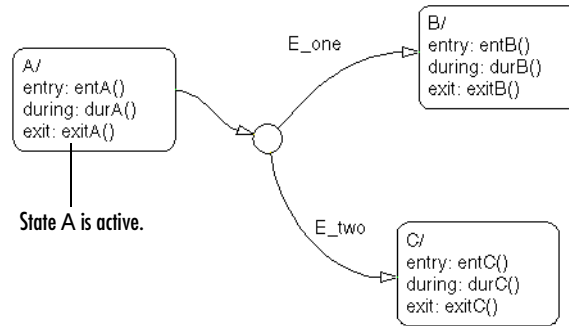 A/
entry: entA()
during: durA()
exit: exitA()
State A is active.
E_one
B/
entry: entB()
during: durB()
exit: exitB()
E_two
C/
entry: entC()
during: durC()
exit: exitC()